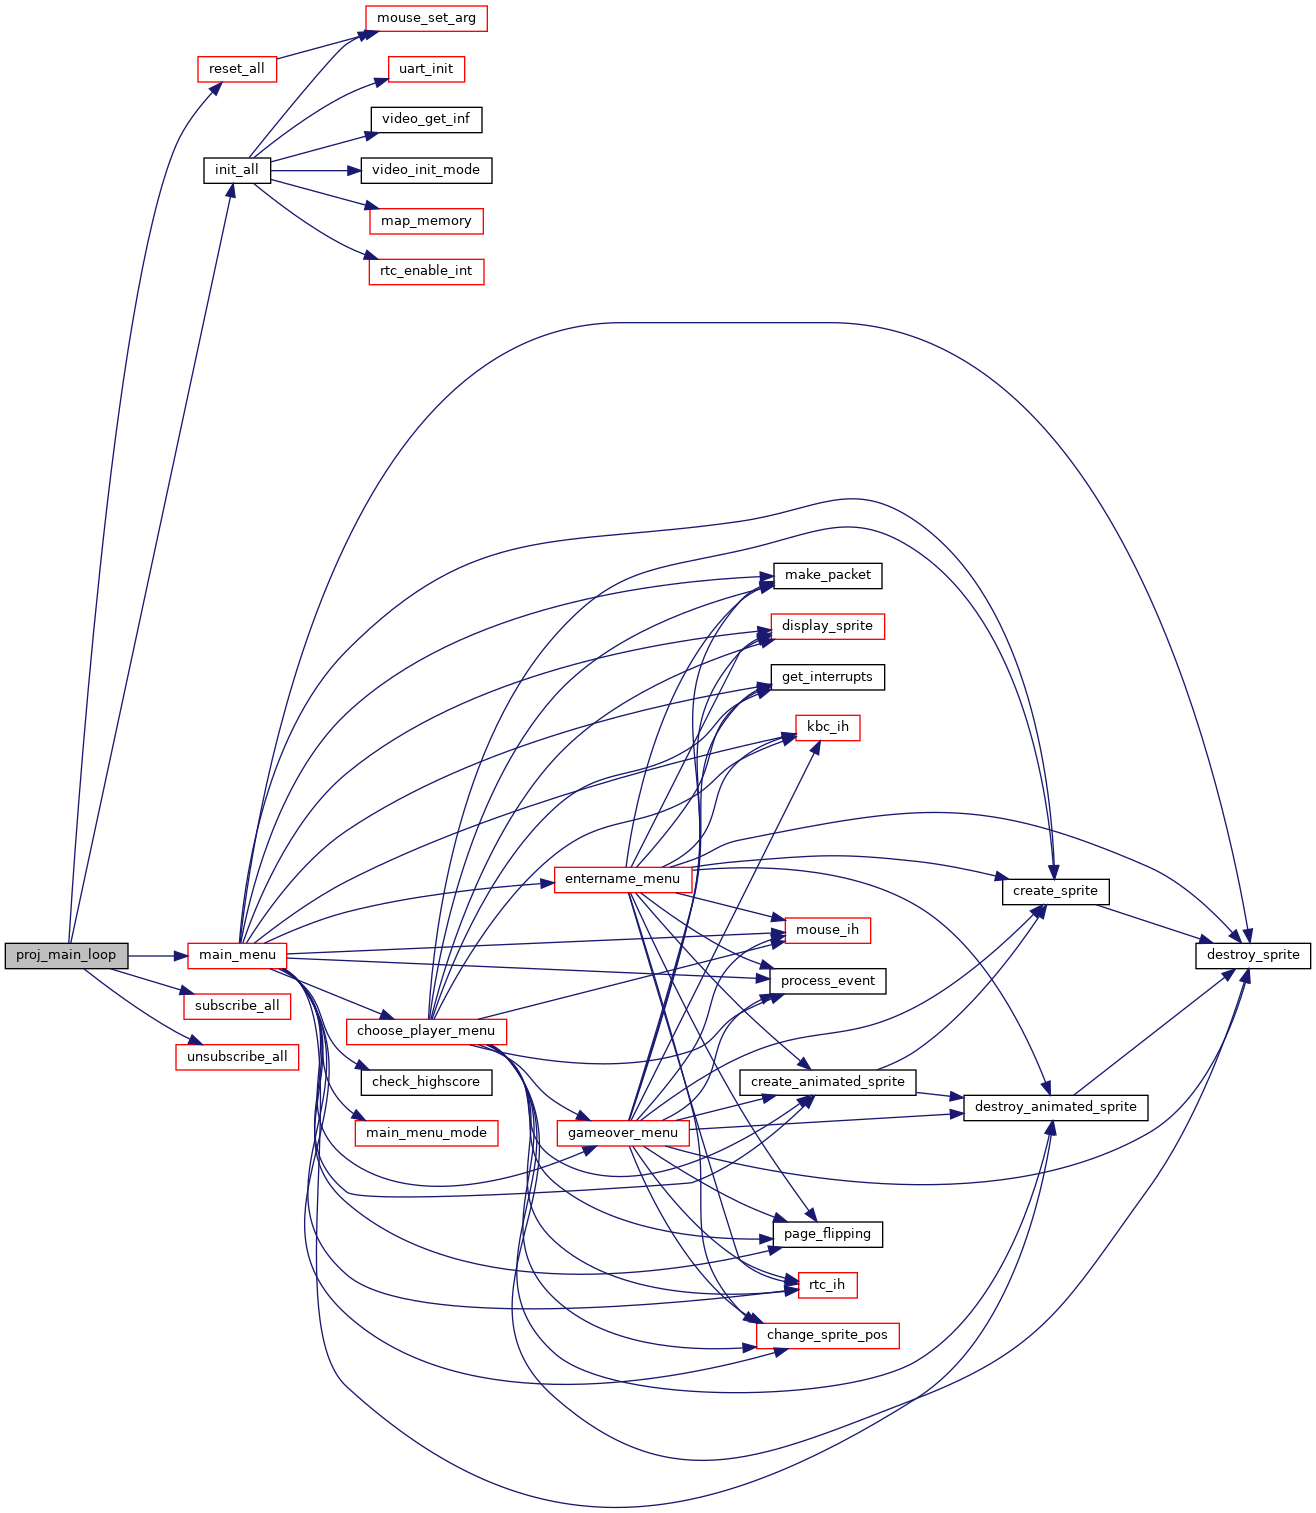 mouse_set_arg
reset_all
uart_init
video_get_inf
init_all
video_init_mode
map_memory
rtc_enable_int
make_packet
display_sprite
get_interrupts
kbc_ih
entername_menu
create_sprite
mouse_ih
proj_main_loop
main_menu
destroy_sprite
process_event
subscribe_all
choose_player_menu
unsubscribe_all
check_highscore
create_animated_sprite
destroy_animated_sprite
main_menu_mode
gameover_menu
page_flipping
rtc_ih
change_sprite_pos